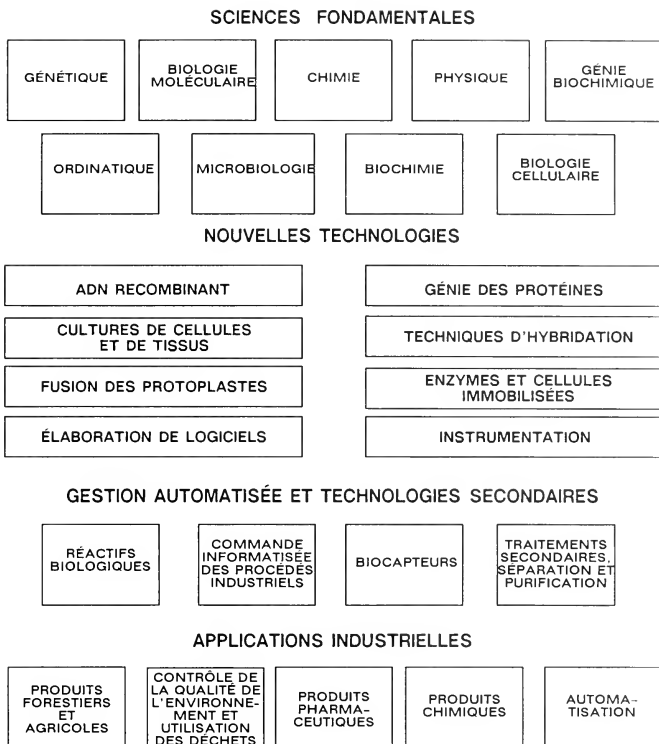 SCIENCES FONDAMENTALES
GÉNÉTIQUE
BIOLOGIE
MOLÉCULAIRE
CHIMIE
PHYSIQUE
GÉNIE
BIOCHIMIQUE
ORDINATIQUE
MICROBIOLOGIE
BIOCHIMIE
BIOLOGIE
CELLULAIRE
NOUVELLES TECHNOLOGIES
ADN RECOMBINANT
GÉNIE DES PROTÉINES
CULTURES DE CELLULES
ET DE TISSUS
TECHNIQUES D'HYBRIDATION
FUSION DES PROTOPLASTES
ENZYMES ET CELLULES
IMMOBILISÉES
ÉLABORATION DE LOGICIELS
INSTRUMENTATION
GESTION AUTOMATISÉE ET TECHNOLOGIES SECONDAIRES
RÉACTIFS
BIOLOGIQUES
COMMANDE
INFORMATISÉE
DES PROCÉDÉS
INDUSTRIELS
BIOCAPTEURS
TRAITEMENTS
SECONDAIRES,
SÉPARATION ET
PURIFICATION
APPLICATIONS INDUSTRIELLES
PRODUITS
FORESTIERS
ET
AGRICOLES
CONTRÔLE DE
LA QUALITÉ DE
L'ENVIRONNE-
MENT ET
UTILISATION
DES DÉCHETS
PRODUITS
PHARMA-
CEUTIQUES
PRODUITS
CHIMIQUES
AUTOMA-
TISATION